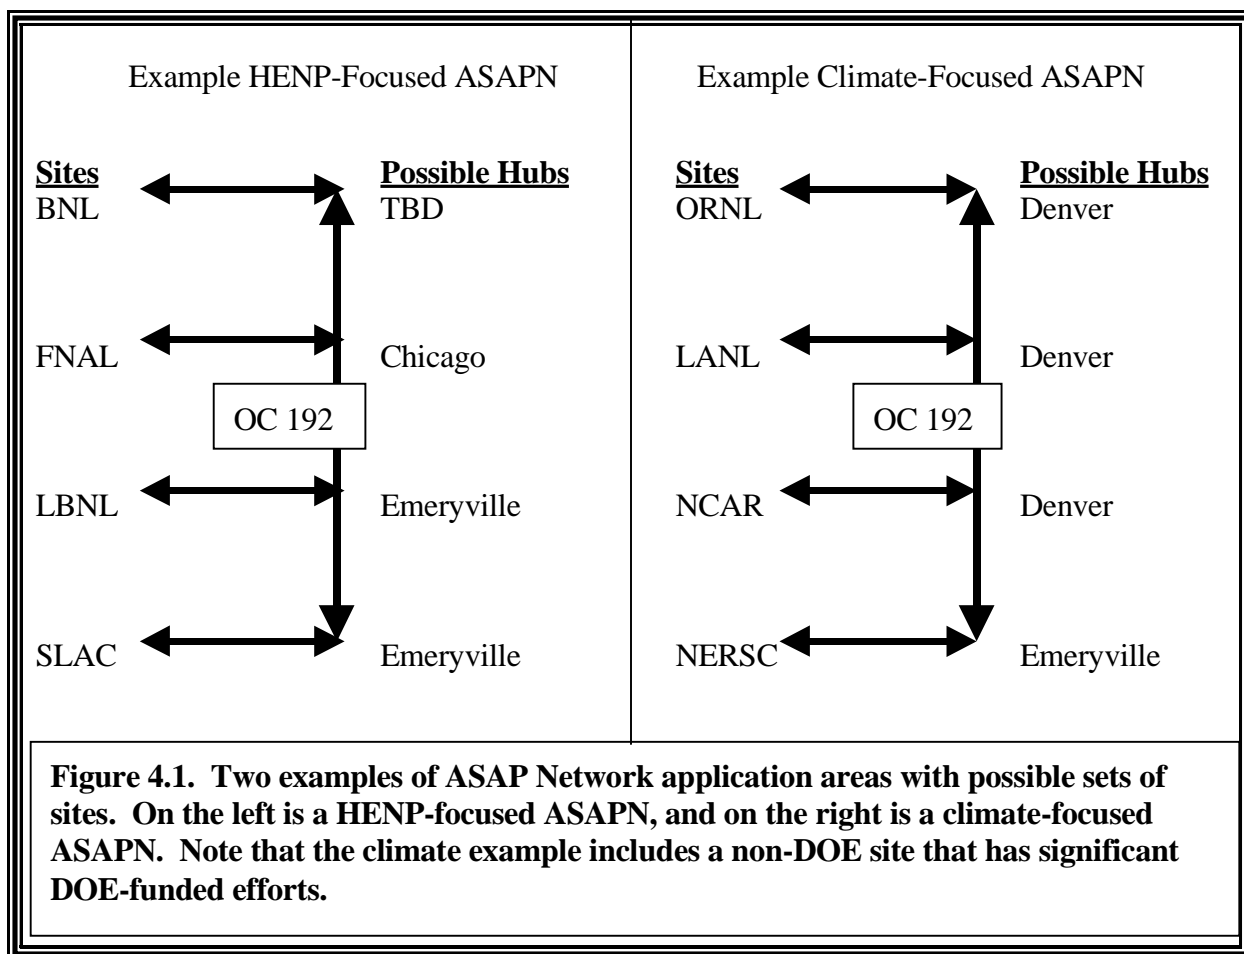 Example HENP-Focused ASAPN
Sites Possible Hubs
BNL TBD
FNAL Chicago
OC 192
LBNL Emeryville
SLAC Emeryville
Example Climate-Focused ASAPN
Sites Possible Hubs
ORNL Denver
LANL Denver
OC 192
NCAR Denver
NERSC Emeryville
Figure 4.1. Two examples of ASAP Network application areas with possible sets of
sites. On the left is a HENP-focused ASAPN, and on the right is a climate-focused
ASAPN. Note that the climate example includes a non-DOE site that has significant
DOE-funded efforts.